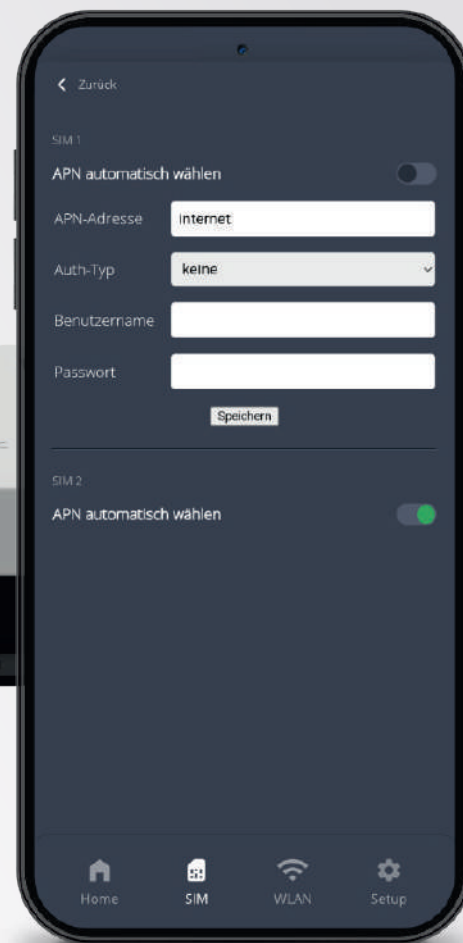 Zurück
SIM 1
APN automatisch wählen
APN-Adresse internet
Auth-Typ keine
Benutzername
Passwort
Speichern
SIM 2
APN automatisch wählen
Home SIM WLAN Setup